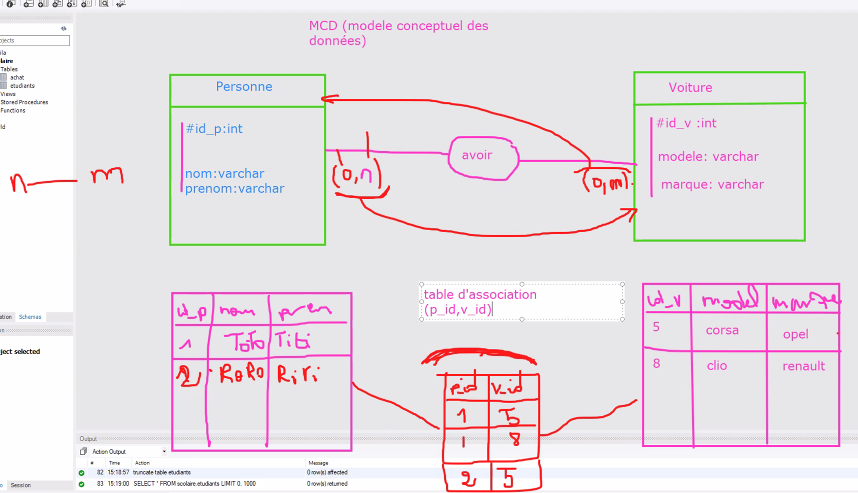 MCD (modele conceptuel des
données)
jects
ila
laire
Tables
achat
etudiants
Views
Stored Procedures
Functions
ld
Personne
#id_p:int
nom:varchar
prenom:varchar
(0,n)
avoir
(0,m)
Voiture
#id_v :int
modele: varchar
marque: varchar
n — m
id_p nom pren
1 ToTo TiTi
2 RoRo RiRi
table d'association
(p_id,v_id)
p_id v_id
1 5
1 8
2 5
id_v model marque
5 corsa opel
8 clio renault
ation Schemas
ject selected
Session
Output
Action Output
# Time Action Message
82 15:18:57 truncate table etudiants 0 row(s) affected
83 15:19:00 SELECT * FROM scolaire.etudiants LIMIT 0, 1000 0 row(s) returned